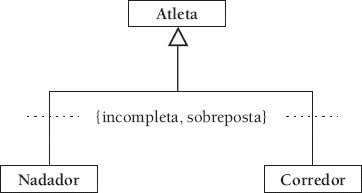 Atleta
{incompleta, sobreposta}
Nadador
Corredor